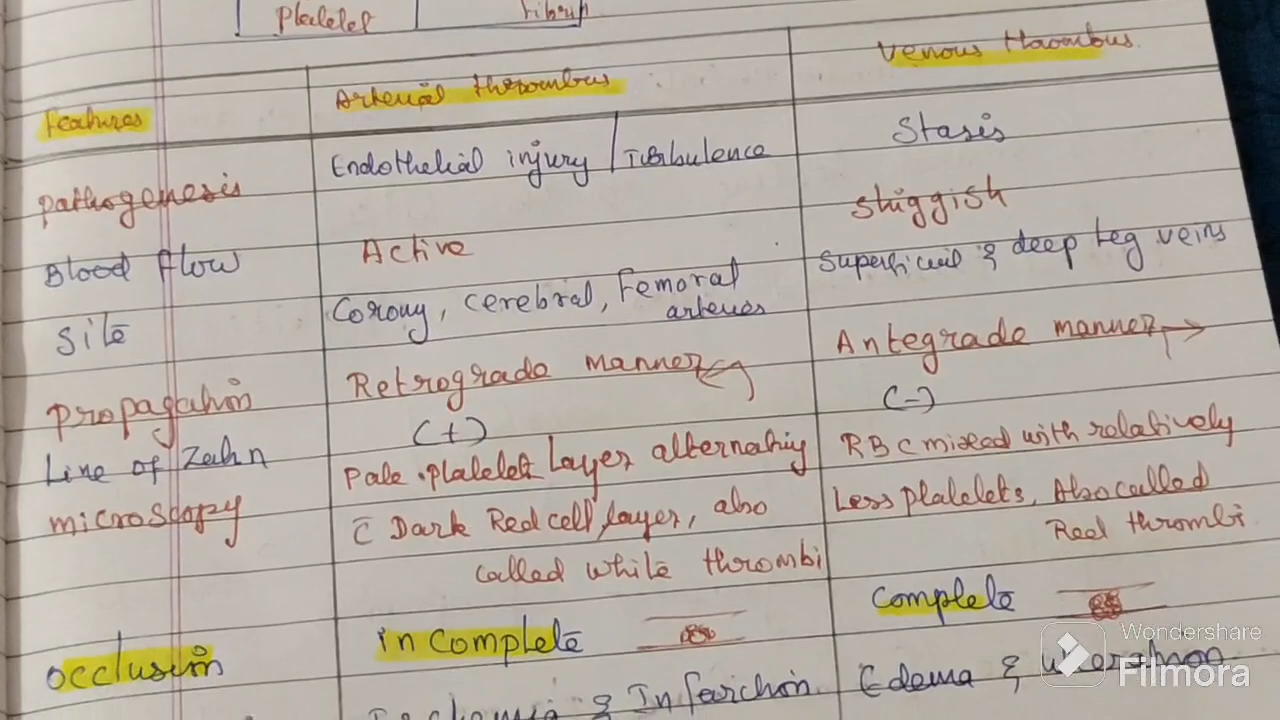 Platelet fibrin
Features Arterial thrombus Venous thrombus
Pathogenesis Endothelial injury / Turbulence Stasis
Blood flow Active sluggish
Site Corony, cerebral, Femoral arteries Superficial & deep leg veins
Propagation Retrograde manner Antegrade manner
Line of Zahn (+) (-)
microscopy Pale platelet Layer alternating RBC mixed with relatively
c̄ Dark Red cell layer, also Less platelets, Also called
called white thrombi Red thrombi
occlusion in complete complete
Ischemia & Infarction Edema & ulceration
Wondershare
Filmora